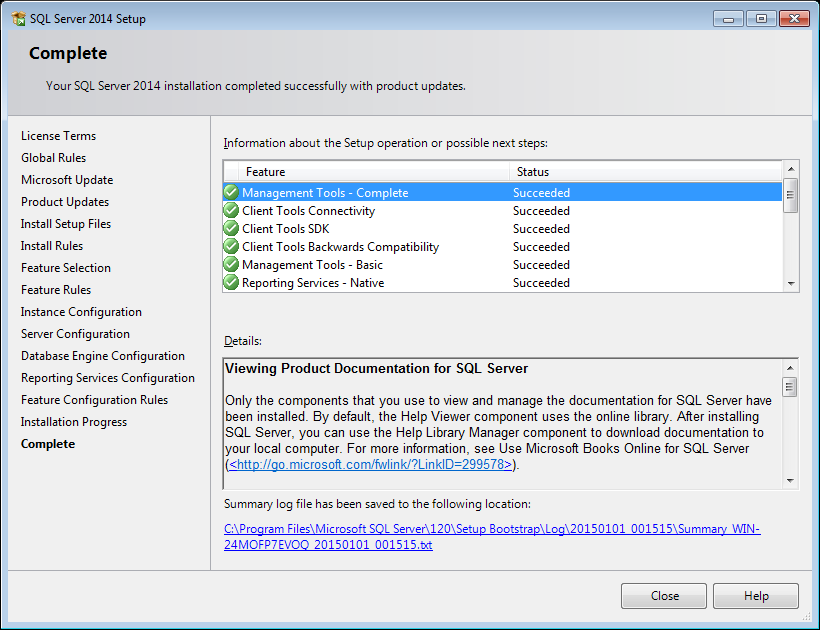 SQL Server 2014 Setup
Complete
Your SQL Server 2014 installation completed successfully with product updates.
License Terms
Global Rules
Microsoft Update
Product Updates
Install Setup Files
Install Rules
Feature Selection
Feature Rules
Instance Configuration
Server Configuration
Database Engine Configuration
Reporting Services Configuration
Feature Configuration Rules
Installation Progress
Complete
Information about the Setup operation or possible next steps:
Feature Status
Management Tools - Complete Succeeded
Client Tools Connectivity Succeeded
Client Tools SDK Succeeded
Client Tools Backwards Compatibility Succeeded
Management Tools - Basic Succeeded
Reporting Services - Native Succeeded
Details:
Viewing Product Documentation for SQL Server
Only the components that you use to view and manage the documentation for SQL Server have
been installed. By default, the Help Viewer component uses the online library. After installing
SQL Server, you can use the Help Library Manager component to download documentation to
your local computer. For more information, see Use Microsoft Books Online for SQL Server
(<http://go.microsoft.com/fwlink/?LinkID=299578>).
Summary log file has been saved to the following location:
C:\Program Files\Microsoft SQL Server\120\Setup Bootstrap\Log\20150101_001515\Summary_WIN-
24MOFP7EVOQ_20150101_001515.txt
Close Help